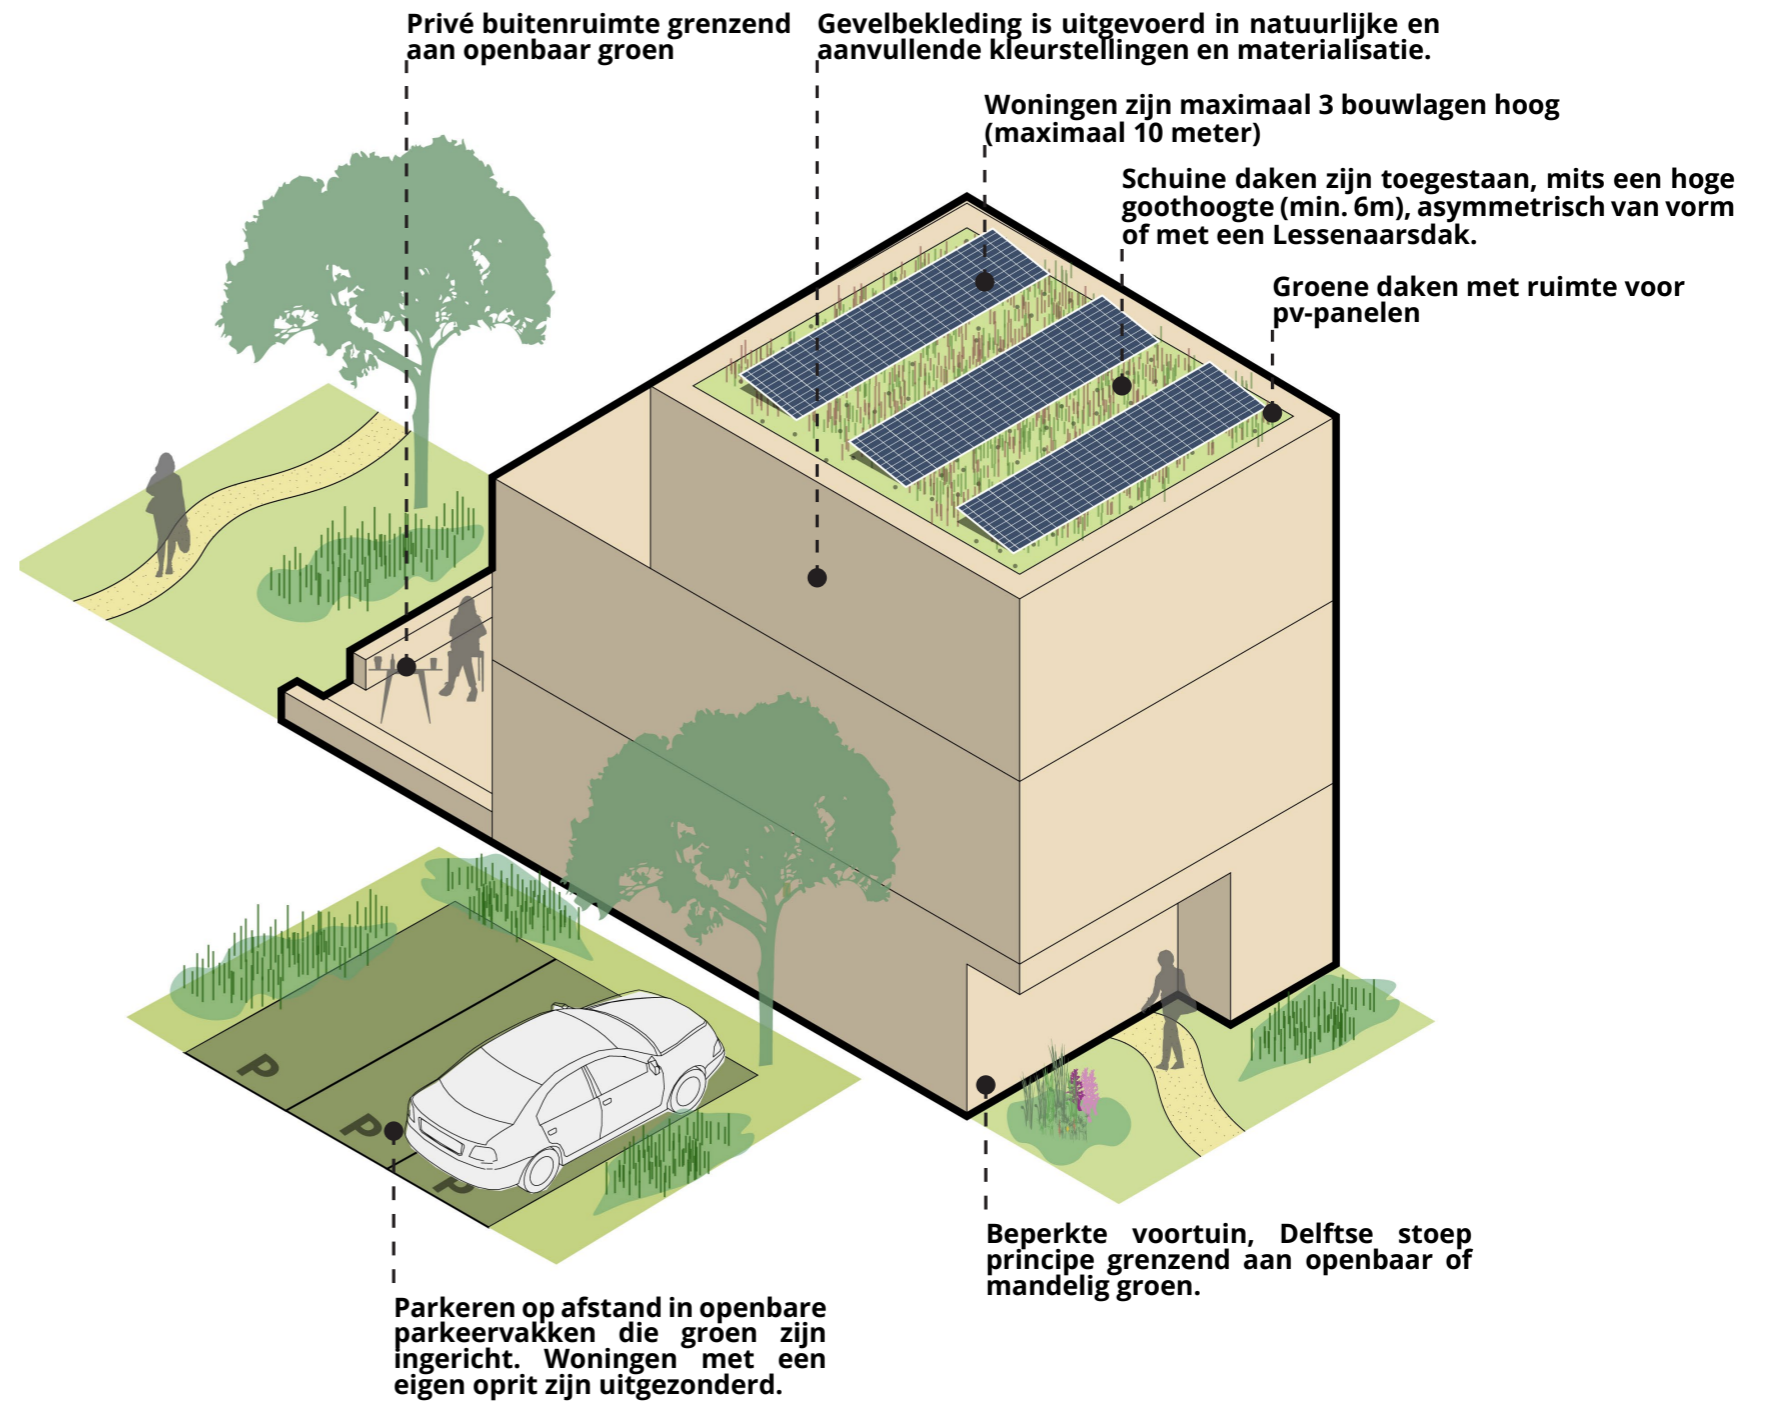 Privé buitenruimte grenzend
aan openbaar groen
Gevelbekleding is uitgevoerd in natuurlijke en
aanvullende kleurstellingen en materialisatie.
Woningen zijn maximaal 3 bouwlagen hoog
(maximaal 10 meter)
Schuine daken zijn toegestaan, mits een hoge
goothoogte (min. 6m), asymmetrisch van vorm
of met een Lessenaarsdak.
Groene daken met ruimte voor
pv-panelen
P
P
P
Beperkte voortuin, Delftse stoep
principe grenzend aan openbaar of
mandelig groen.
Parkeren op afstand in openbare
parkeervakken die groen zijn
ingericht. Woningen met een
eigen oprit zijn uitgezonderd.